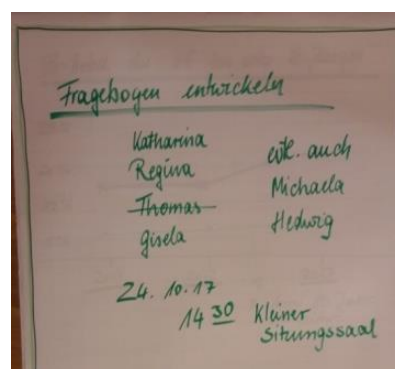 Fragebogen entwickeln
Katharina
Regina
Thomas
Gisela
evtl. auch
Michaela
Hedwig
24. 10. 17
14 30 Kleiner
Sitzungssaal